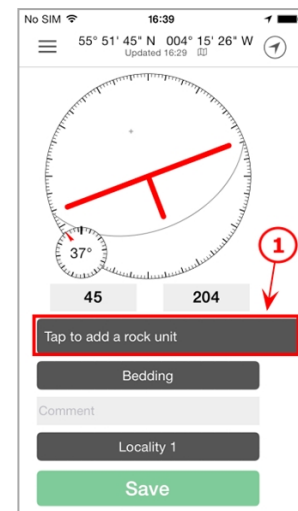 No SIM 16:39
55° 51' 45" N 004° 15' 26" W
Updated 16:29
37°
45 204
1
Tap to add a rock unit
Bedding
Comment
Locality 1
Save